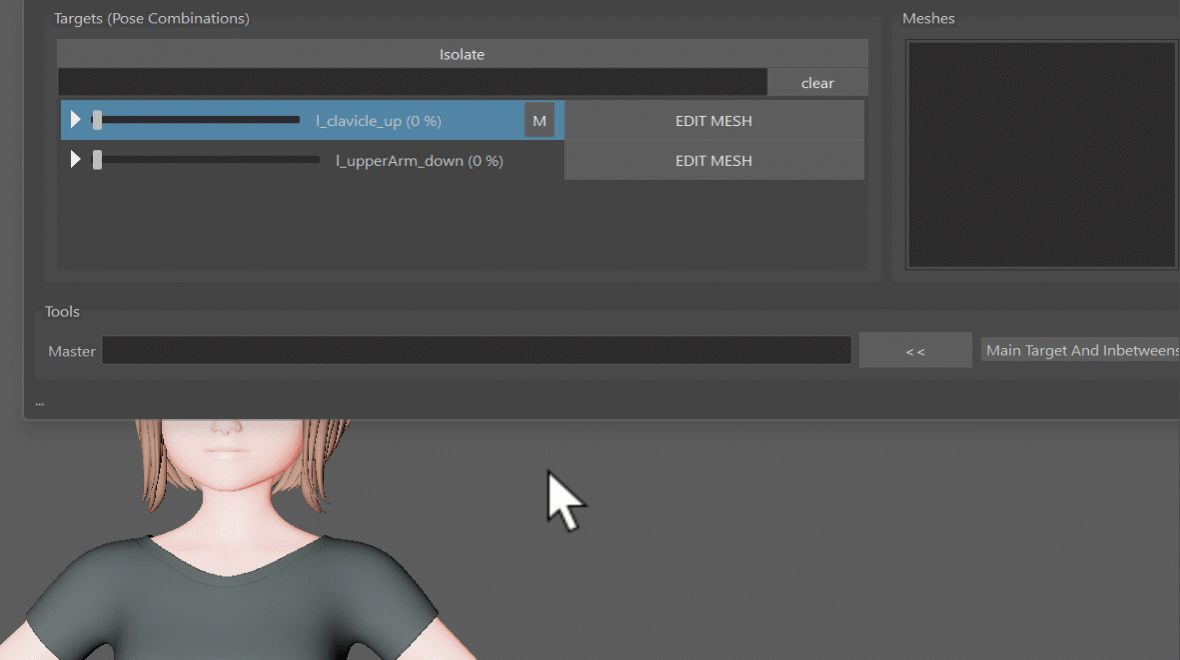 Targets (Pose Combinations)
Meshes
Isolate
clear
l_clavicle_up (0 %)
M
EDIT MESH
l_upperArm_down (0 %)
EDIT MESH
Tools
Master
<<
Main Target And Inbetweens
...